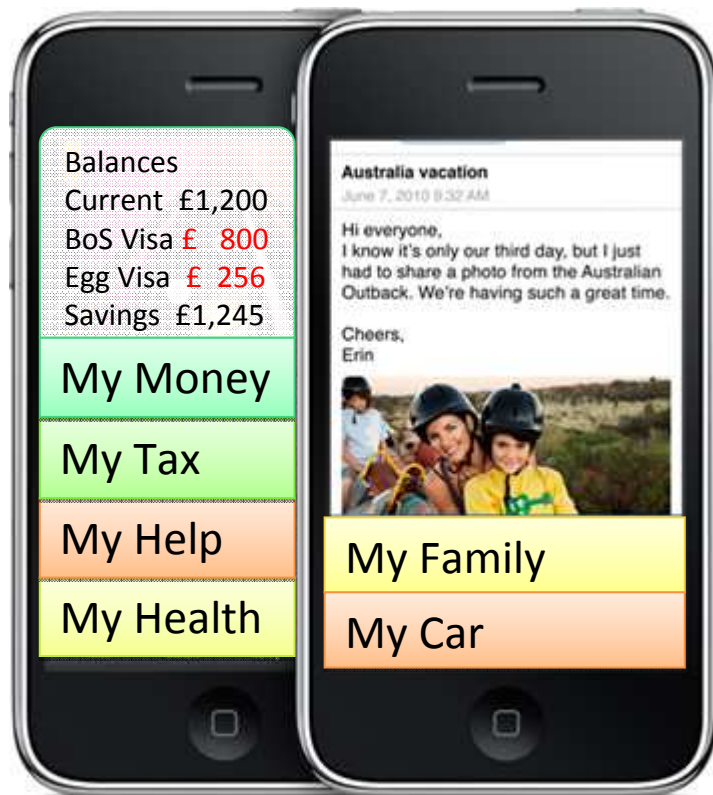 Balances
Current £1,200
BoS Visa £ 800
Egg Visa £ 256
Savings £1,245
My Money
My Tax
My Help
My Health
Australia vacation
June 7, 2010 9:32 AM
Hi everyone,
I know it's only our third day, but I just
had to share a photo from the Australian
Outback. We're having such a great time.
Cheers,
Erin
My Family
My Car